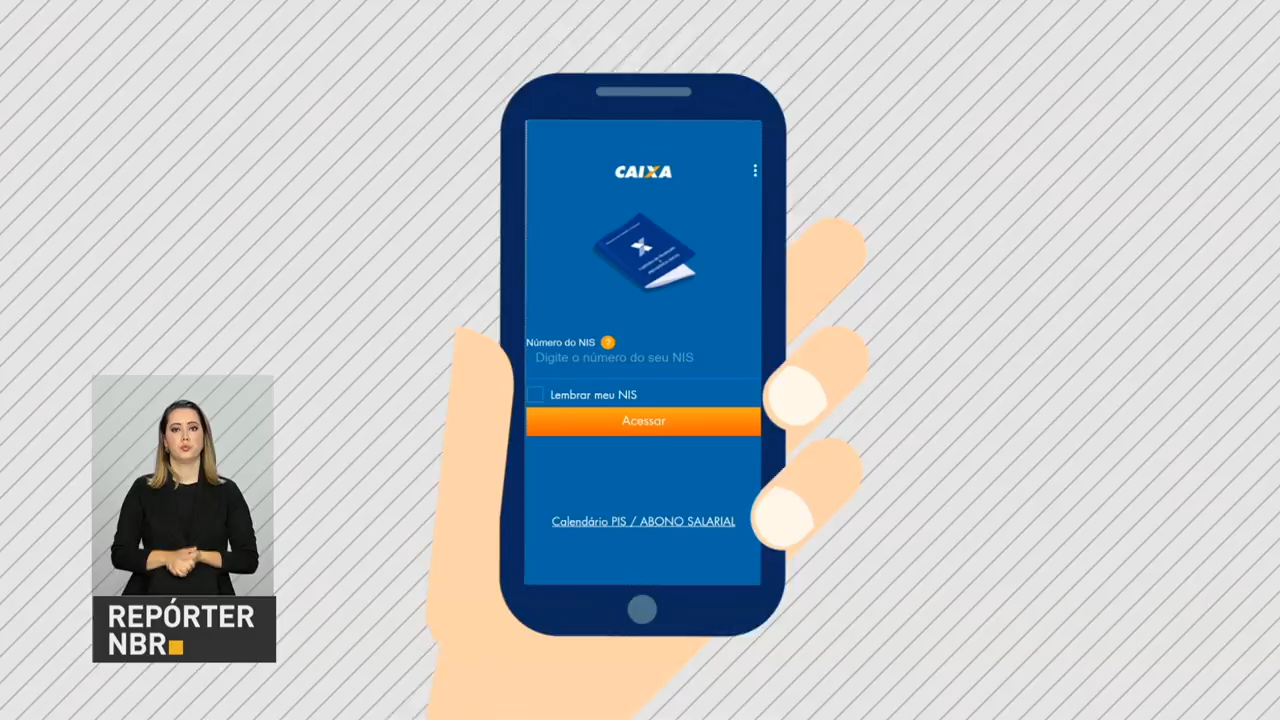 CAIXA
Número do NIS ?
Digite o número do seu NIS
Lembrar meu NIS
Acessar
Calendário PIS / ABONO SALARIAL
REPÓRTER
NBR